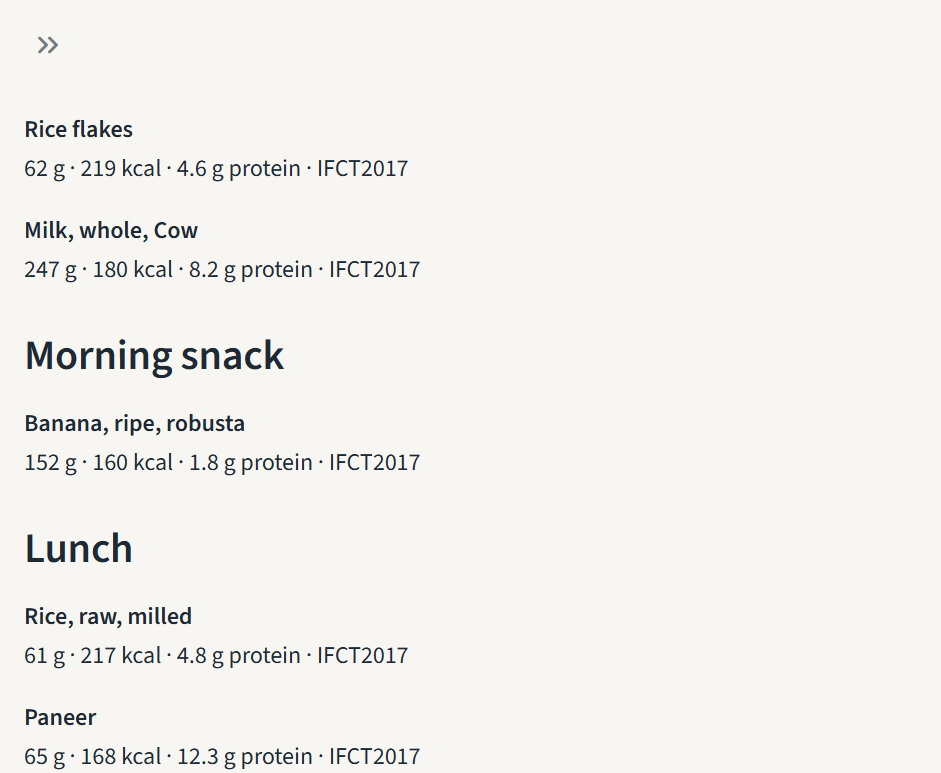 Rice flakes
62 g · 219 kcal · 4.6 g protein · IFCT2017
Milk, whole, Cow
247 g · 180 kcal · 8.2 g protein · IFCT2017
Morning snack
Banana, ripe, robusta
152 g · 160 kcal · 1.8 g protein · IFCT2017
Lunch
Rice, raw, milled
61 g · 217 kcal · 4.8 g protein · IFCT2017
Paneer
65 g · 168 kcal · 12.3 g protein · IFCT2017